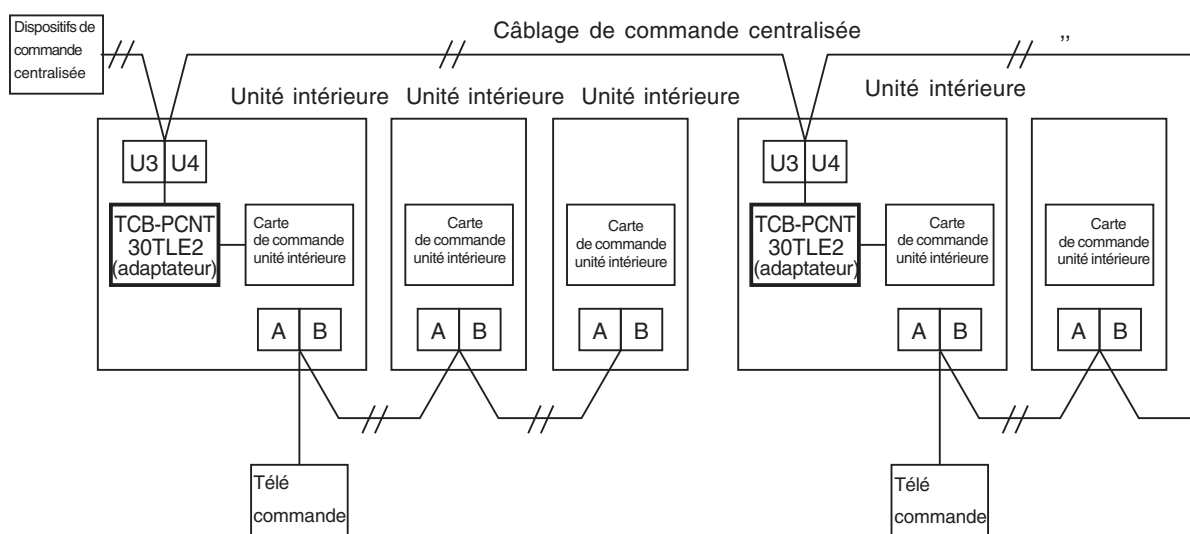 Dispositifs de
commande
centralisée
Câblage de commande centralisée
,,
Unité intérieure
Unité intérieure
Unité intérieure
Unité intérieure
U3
U4
TCB-PCNT
30TLE2
(adaptateur)
Carte
de commande
unité intérieure
A
B
Carte
de commande
unité intérieure
A
B
Carte
de commande
unité intérieure
A
B
U3
U4
TCB-PCNT
30TLE2
(adaptateur)
Carte
de commande
unité intérieure
A
B
Carte
de commande
unité intérieure
A
B
Télé
commande
Télé
commande